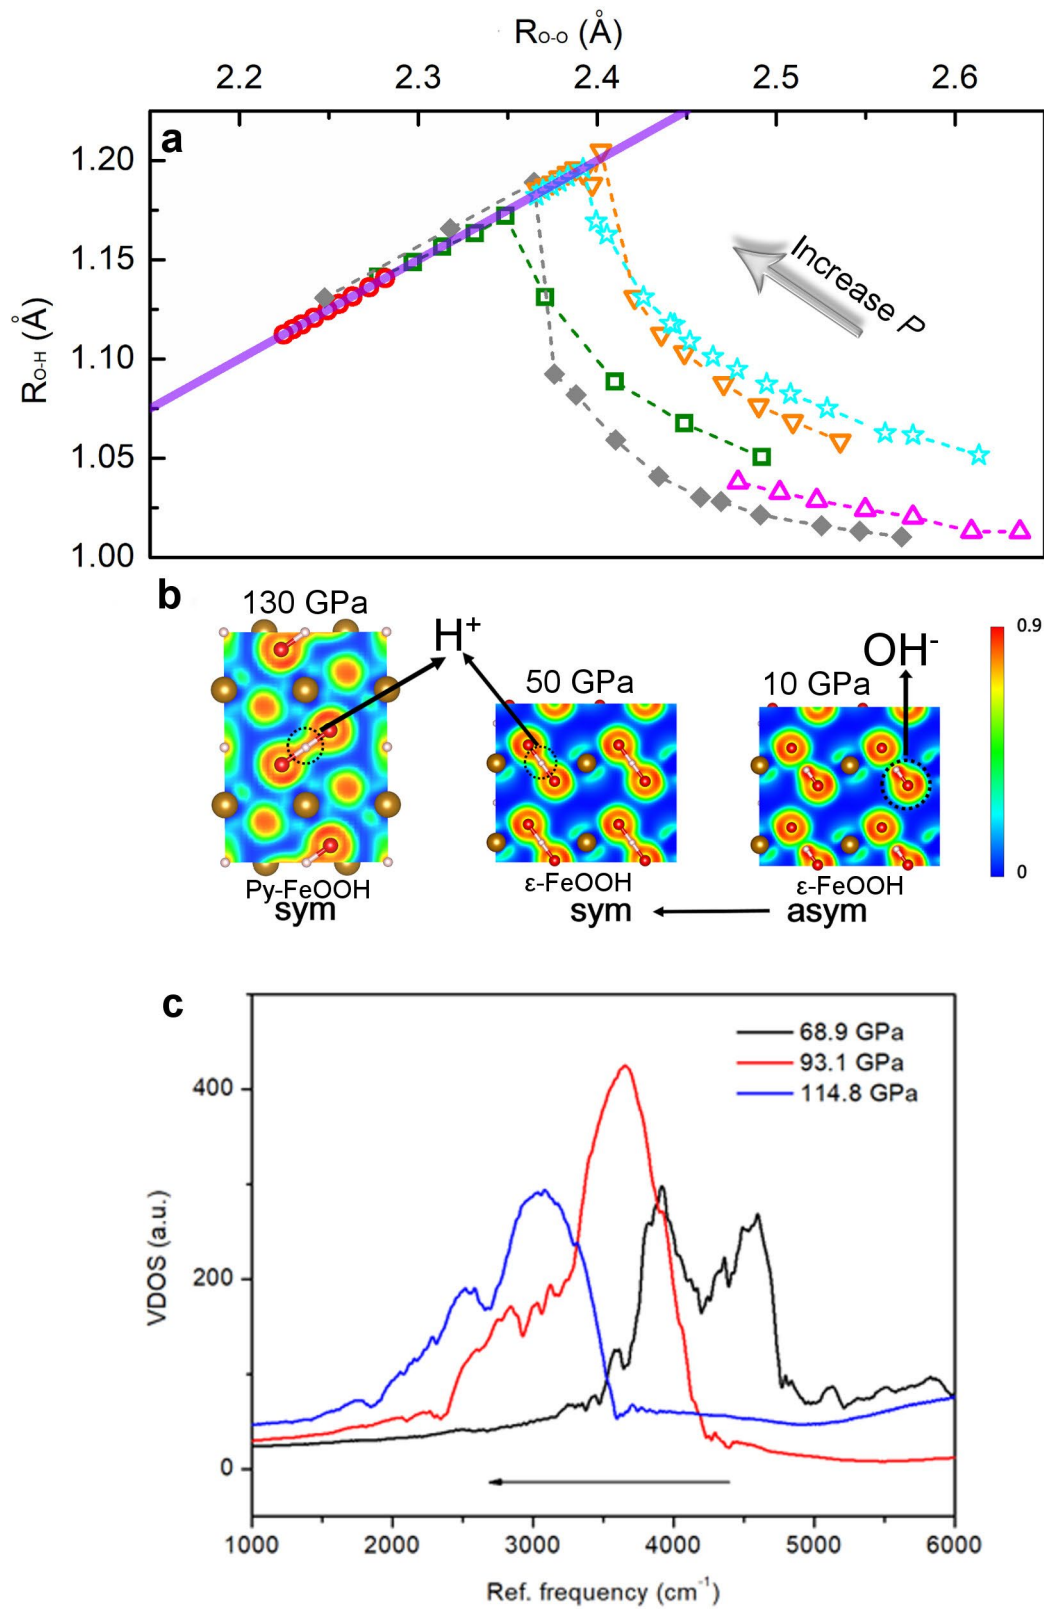 R_O-O (Å)
2.2 2.3 2.4 2.5 2.6
a
1.20
1.15
1.10
1.05
1.00
R_O-H (Å)
Increase P
b
130 GPa
H⁺
50 GPa
10 GPa
OH⁻
0.9
0
Py-FeOOH
sym
ε-FeOOH
sym
ε-FeOOH
asym
c
68.9 GPa
93.1 GPa
114.8 GPa
400
200
0
VDOS (a.u.)
1000 2000 3000 4000 5000 6000
Ref. frequency (cm⁻¹)